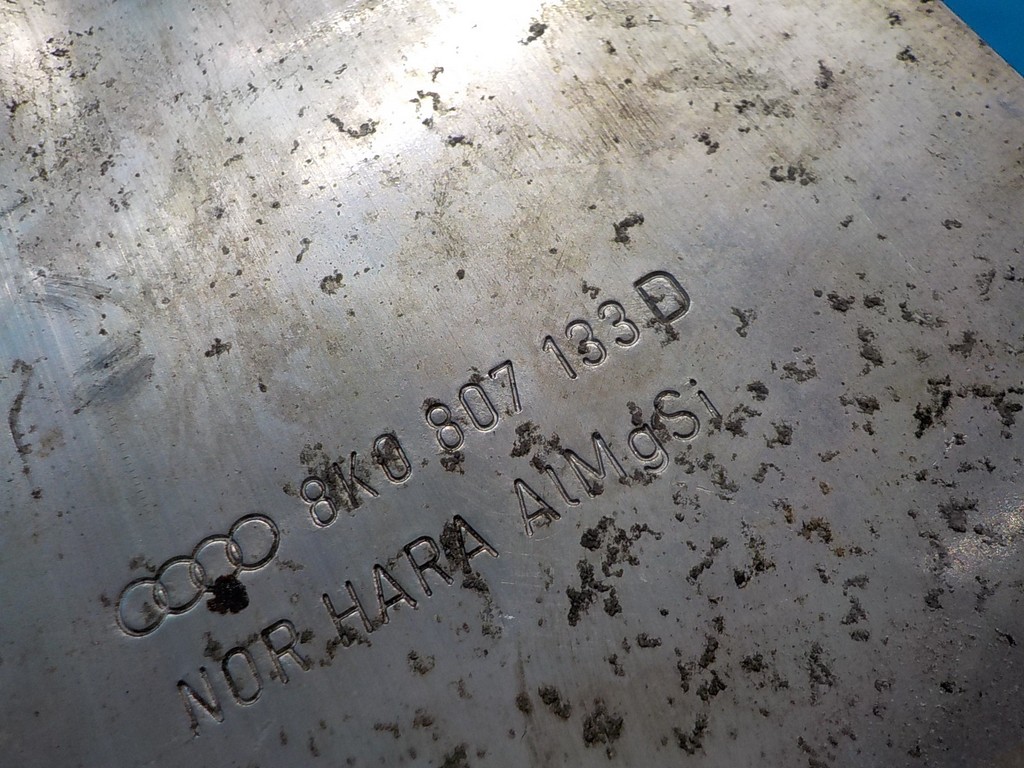 8K0 807 133 D
NOR HARA AlMgSi